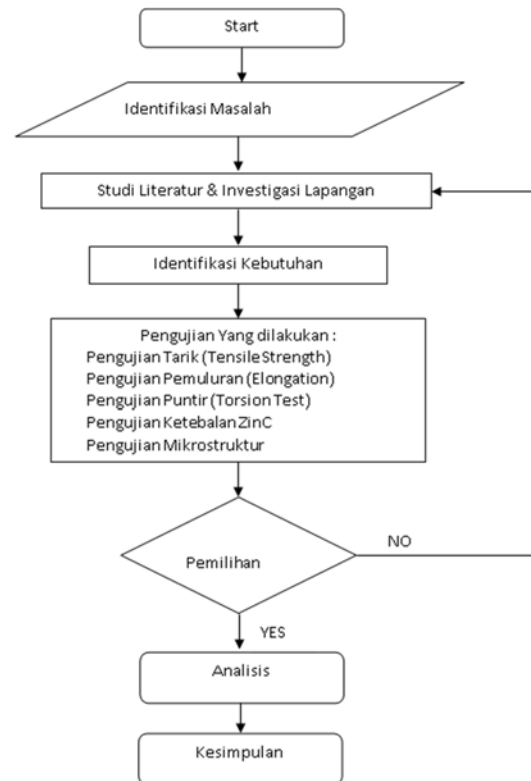 Start
Identifikasi Masalah
Studi Literatur & Investigasi Lapangan
Identifikasi Kebutuhan
Pengujian Yang dilakukan :
Pengujian Tarik (Tensile Strength)
Pengujian Pemuluran (Elongation)
Pengujian Puntir (Torsion Test)
Pengujian Ketebalan ZinC
Pengujian Mikrostruktur
Pemilihan
NO
YES
Analisis
Kesimpulan